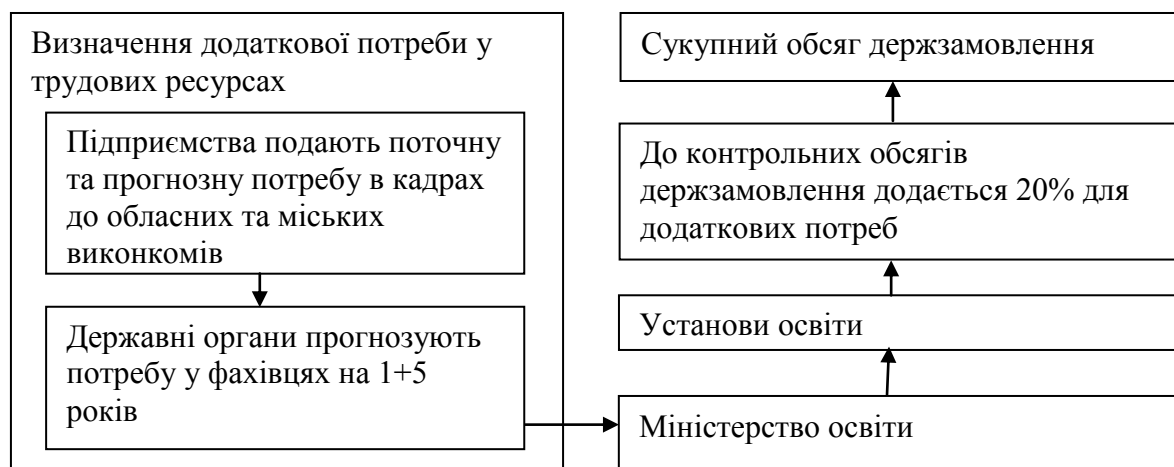 Визначення додаткової потреби у
трудових ресурсах
Підприємства подають поточну
та прогнозну потребу в кадрах
до обласних та міських
виконкомів
Державні органи прогнозують
потребу у фахівцях на 1+5
років
Сукупний обсяг держзамовлення
До контрольних обсягів
держзамовлення додається 20% для
додаткових потреб
Установи освіти
Міністерство освіти